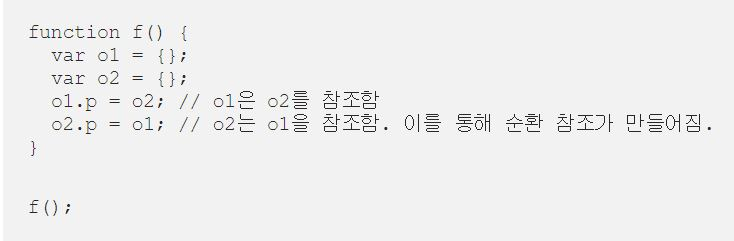 function f() {
  var o1 = {};
  var o2 = {};
  o1.p = o2; // o1은 o2를 참조함
  o2.p = o1; // o2는 o1을 참조함. 이를 통해 순환 참조가 만들어짐.
}
f();